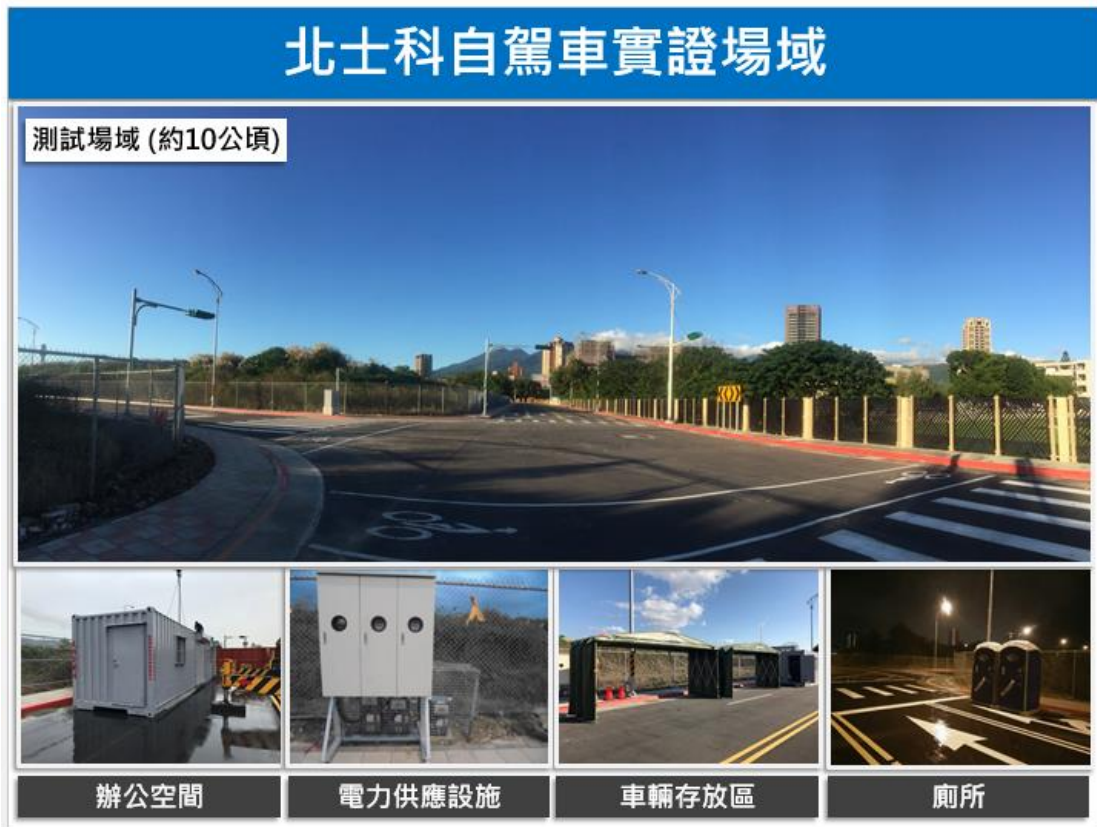 北士科自駕車實證場域
測試場域 (約10公頃)
辦公空間
電力供應設施
車輛存放區
廁所